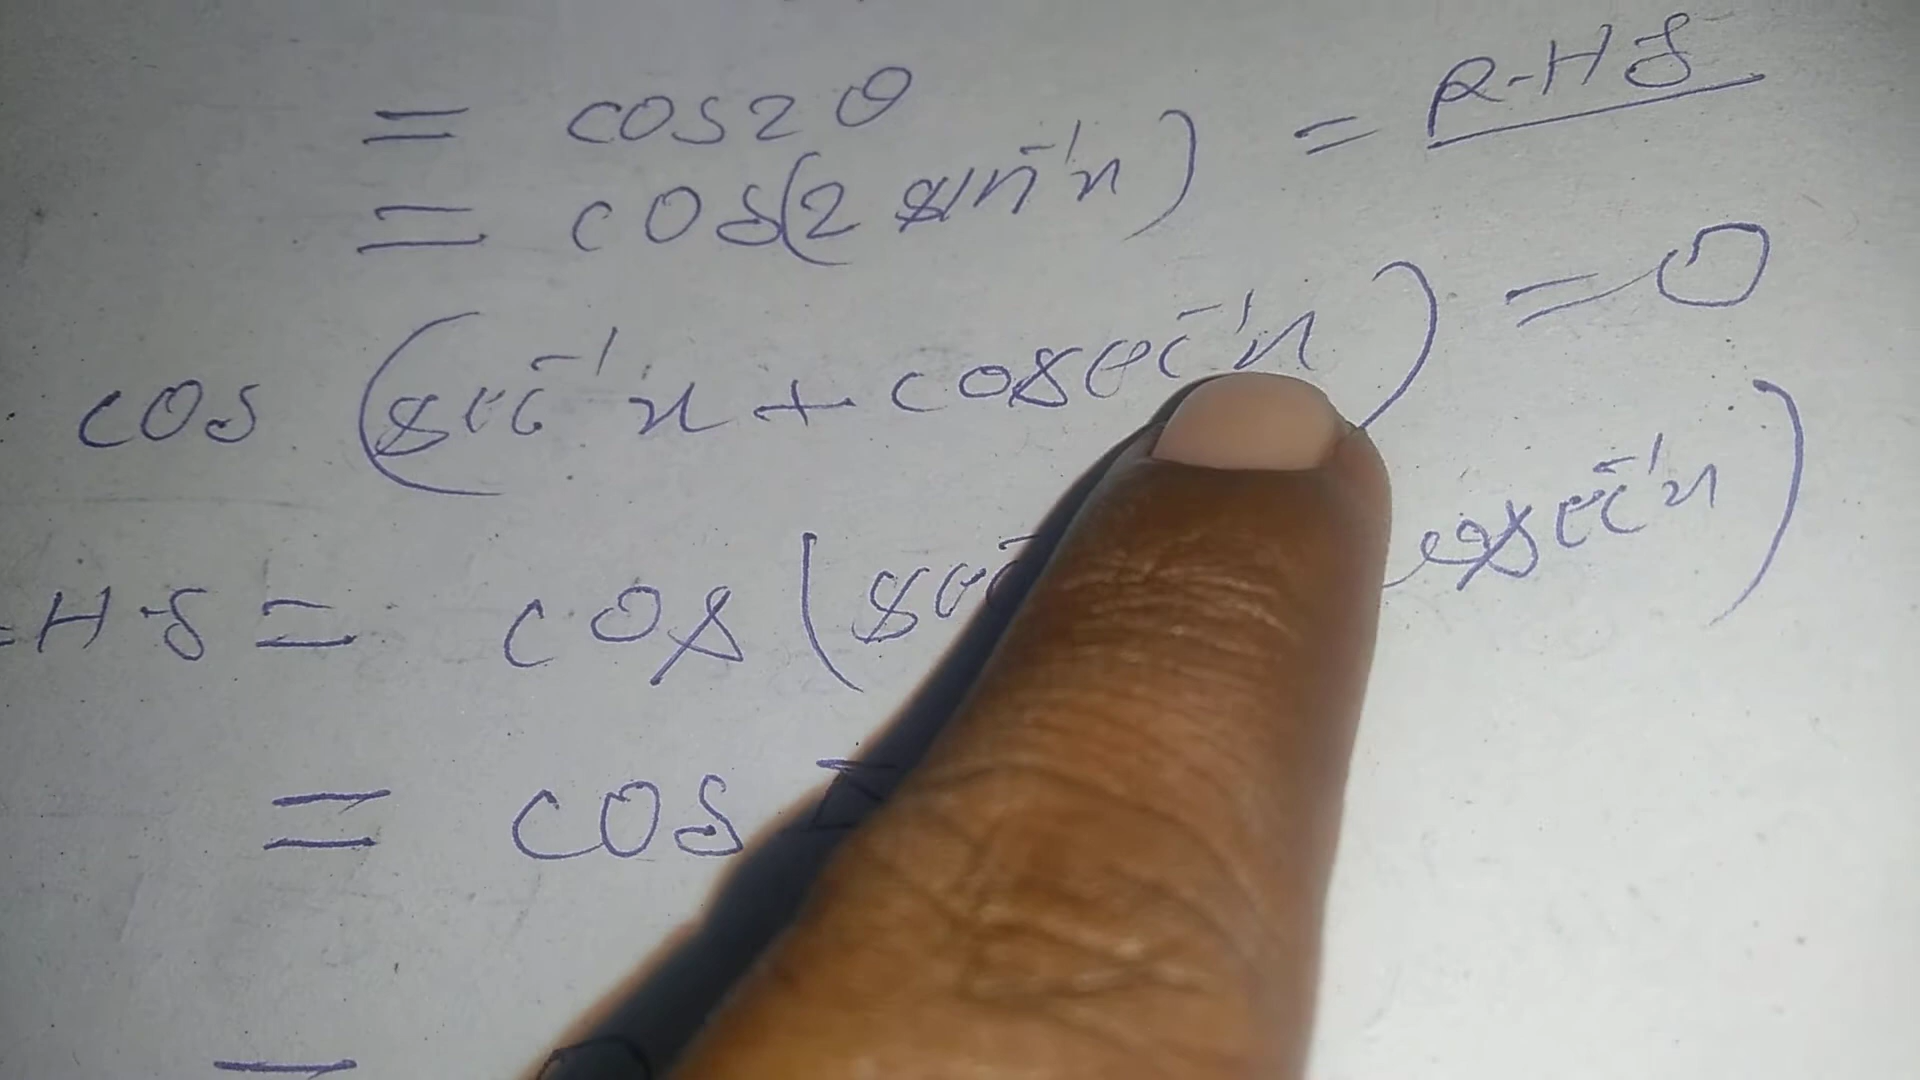 = cos2θ
= cos(2 sin⁻¹x) = R.H.S
cos (sec⁻¹x + cosec⁻¹x) = 0
.H.S = cos (sec⁻ cosec⁻¹x)
= cos
=